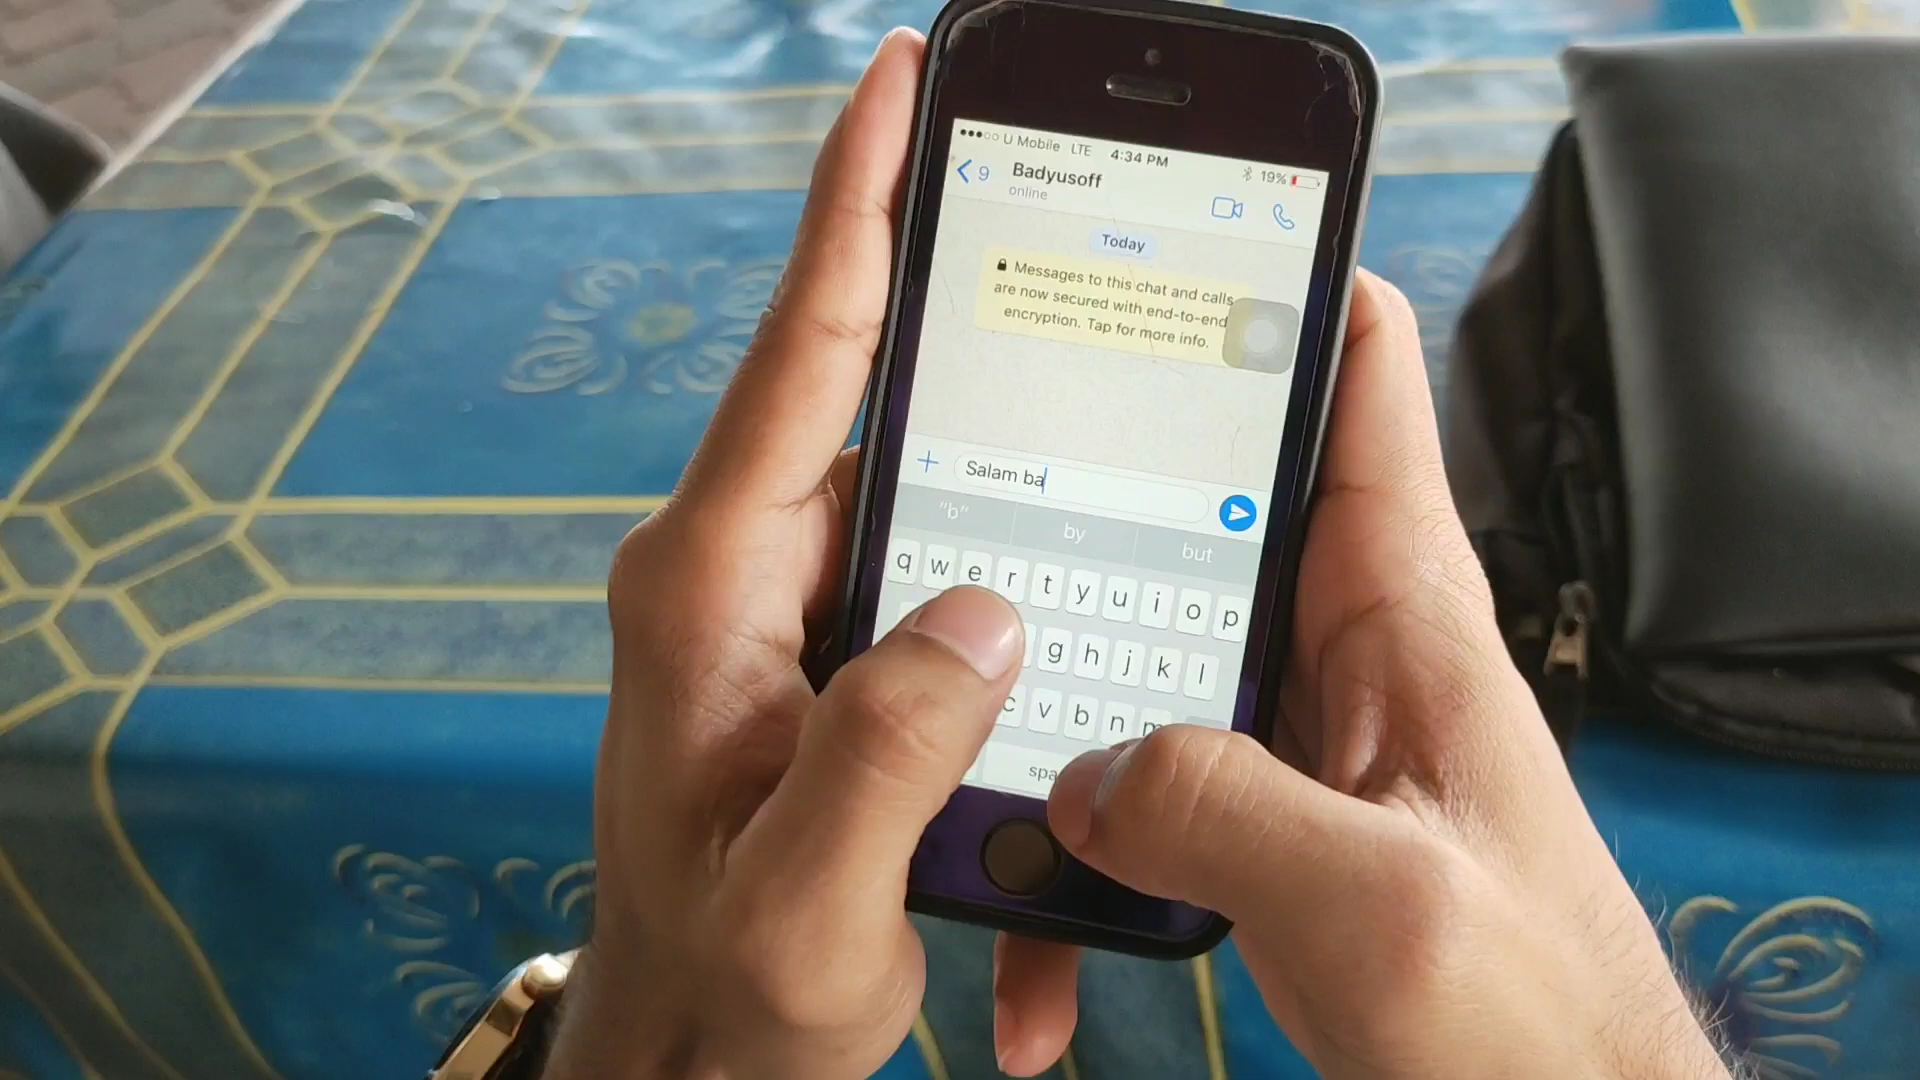 U Mobile LTE 4:34 PM 19%
9 Badyusoff
online
Today
Messages to this chat and calls
are now secured with end-to-end
encryption. Tap for more info.
Salam ba
"b" by but
q w e r t y u i o p
g h j k l
c v b n m
spa